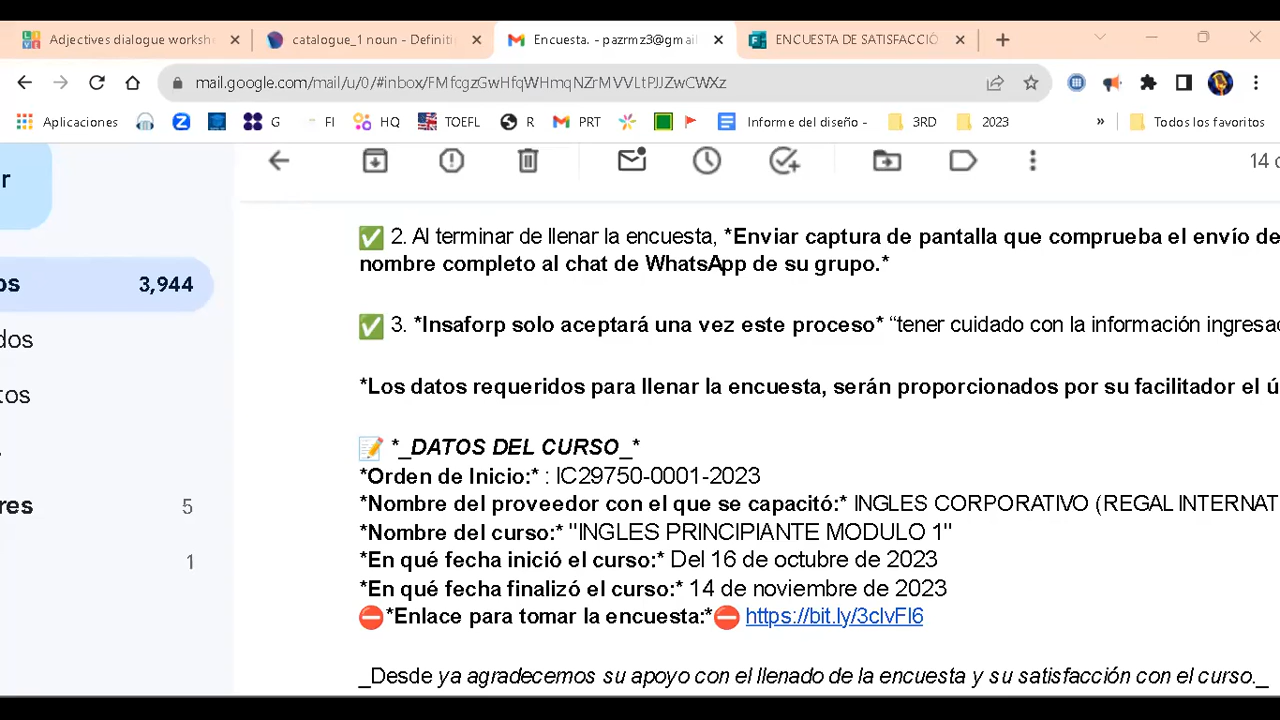 Adjectives dialogue worksh
catalogue_1 noun - Definiti
Encuesta. - pazrmz3@gmai
ENCUESTA DE SATISFACCIÓ
mail.google.com/mail/u/0/#inbox/FMfcgzGwHfqWHmqNZrMVVLtPJJZwCWXz
Aplicaciones
G
FI
HQ
TOEFL
R
PRT
Informe del diseño -
3RD
2023
»
Todos los favoritos
r
14 d
✅ 2. Al terminar de llenar la encuesta, *Enviar captura de pantalla que comprueba el envío de
nombre completo al chat de WhatsApp de su grupo.*
os 3,944
✅ 3. *Insaforp solo aceptará una vez este proceso* “tener cuidado con la información ingresad
dos
*Los datos requeridos para llenar la encuesta, serán proporcionados por su facilitador el ú
tos
📝 *_DATOS DEL CURSO_*
*Orden de Inicio:* : IC29750-0001-2023
*Nombre del proveedor con el que se capacitó:* INGLES CORPORATIVO (REGAL INTERNAT
res 5
*Nombre del curso:* "INGLES PRINCIPIANTE MODULO 1"
*En qué fecha inició el curso:* Del 16 de octubre de 2023
1
*En qué fecha finalizó el curso:* 14 de noviembre de 2023
⛔*Enlace para tomar la encuesta:*⛔ https://bit.ly/3clvFl6
_Desde ya agradecemos su apoyo con el llenado de la encuesta y su satisfacción con el curso._